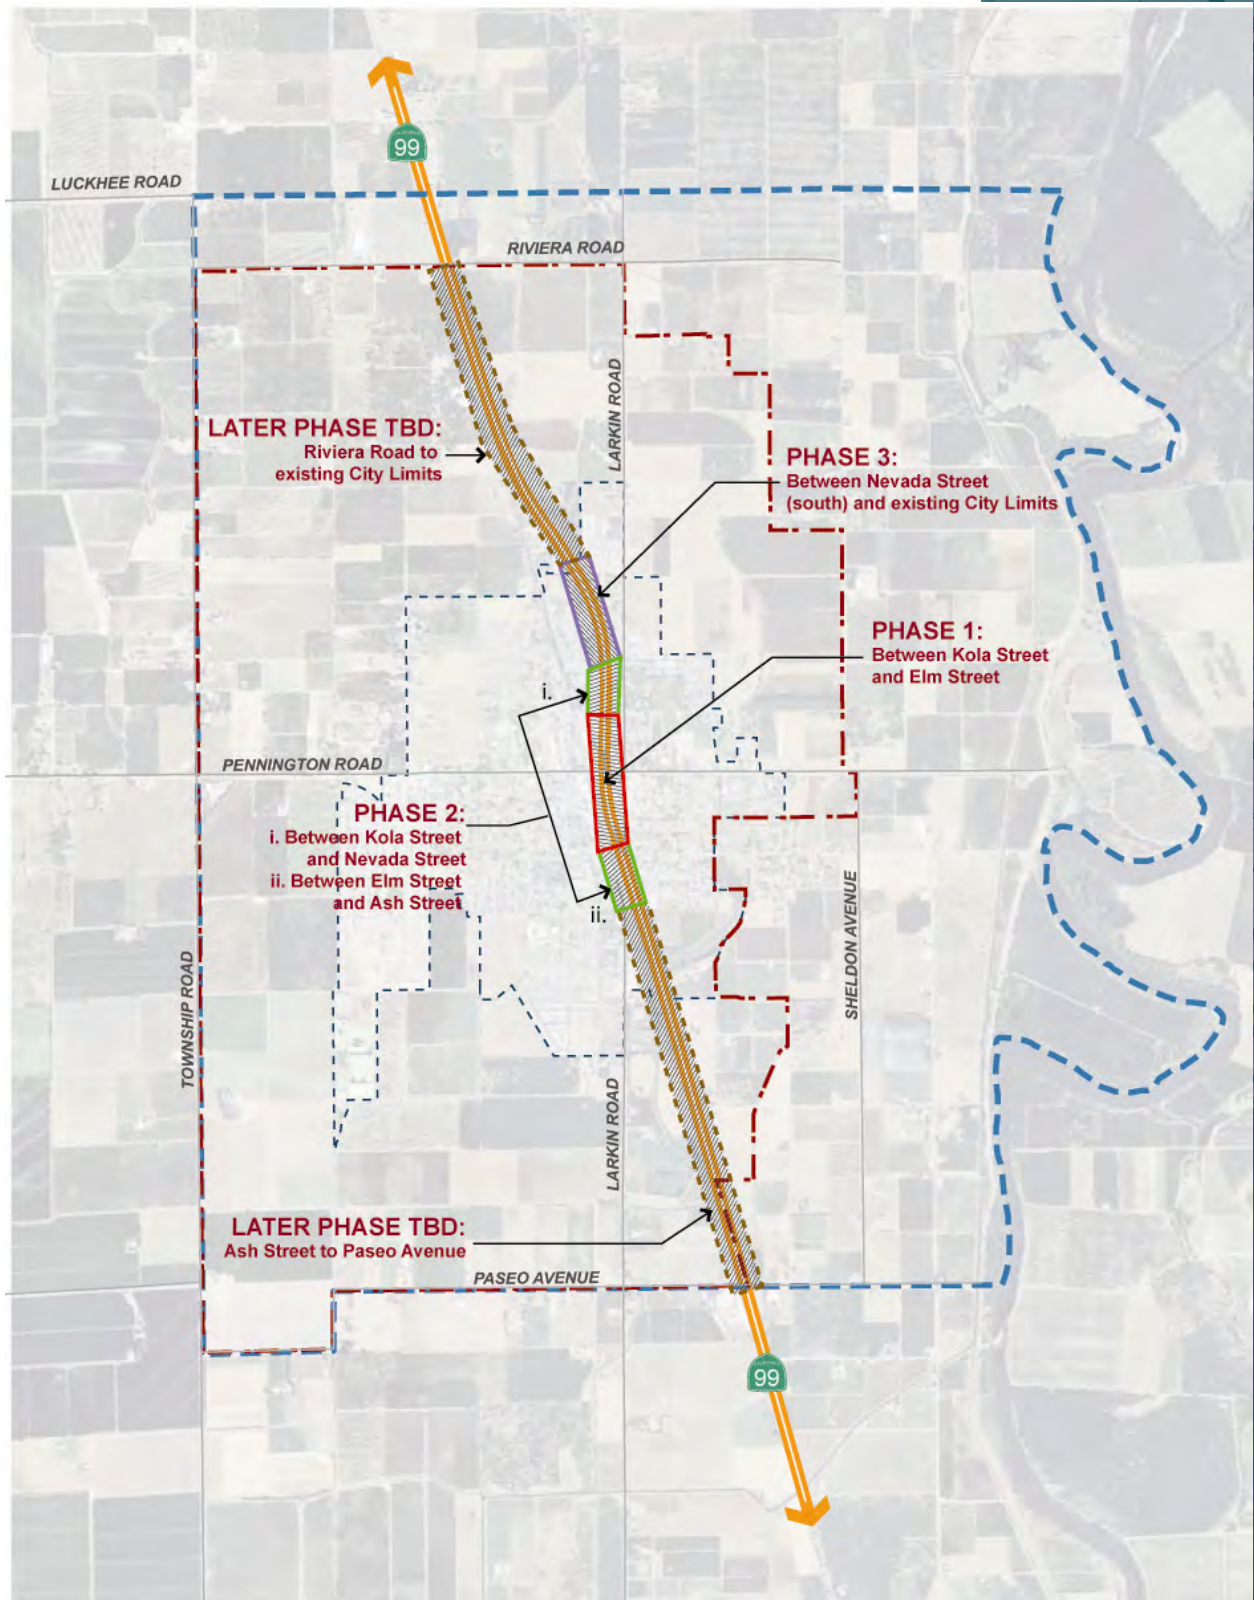 99
LUCKHEE ROAD
RIVIERA ROAD
LARKIN ROAD
LATER PHASE TBD:
Riviera Road to
existing City Limits
PHASE 3:
Between Nevada Street
(south) and existing City Limits
PHASE 1:
Between Kola Street
and Elm Street
i.
PENNINGTON ROAD
PHASE 2:
i. Between Kola Street
and Nevada Street
ii. Between Elm Street
and Ash Street
ii.
SHELDON AVENUE
TOWNSHIP ROAD
LARKIN ROAD
LATER PHASE TBD:
Ash Street to Paseo Avenue
PASEO AVENUE
99